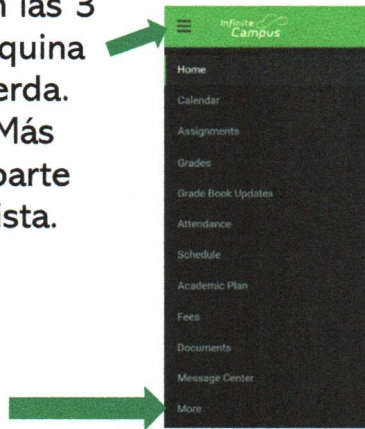 n las 3
quina
erda.
Más
parte
ista.
Infinite
Campus
Home
Calendar
Assignments
Grades
Grade Book Updates
Attendance
Schedule
Academic Plan
Fees
Documents
Message Center
More